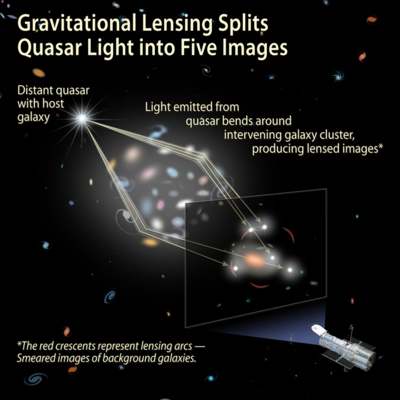 Gravitational Lensing Splits
Quasar Light into Five Images
Distant quasar
with host
galaxy
Light emitted from
quasar bends around
intervening galaxy cluster,
producing lensed images*
*The red crescents represent lensing arcs —
Smeared images of background galaxies.